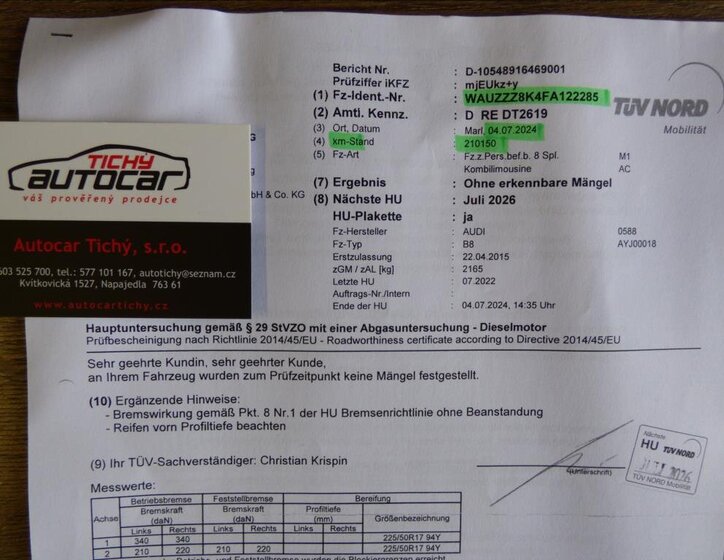 Bericht Nr. : D-10548916469001
Prüfziffer iKFZ : mjEUkz+y
(1) Fz-Ident.-Nr. : WAUZZZ8K4FA122285
(2) Amtl. Kennz. : D RE DT2619
(3) Ort, Datum : Marl, 04.07.2024
(4) xm-Stand : 210150
(5) Fz-Art : Fz.z.Pers.bef.b. 8 Spl. M1
Kombilimousine AC
(7) Ergebnis : Ohne erkennbare Mängel
(8) Nächste HU : Juli 2026
HU-Plakette : ja
Fz-Hersteller : AUDI 0588
Fz-Typ : B8 AYJ00018
Erstzulassung : 22.04.2015
zGM / zAL [kg] : 2165
Letzte HU : 07.2022
Auftrags-Nr./intern :
Ende der HU : 04.07.2024, 14:35 Uhr
TÜV NORD
Mobilität
TICHÝ
AUTOCAR
váš prověřený prodejce
Autocar Tichý, s.r.o.
603 525 700, tel.: 577 101 167, autotichy@seznam.cz
Kvítkovická 1527, Napajedla 763 61
www.autocartichy.cz
bH & Co. KG
Hauptuntersuchung gemäß § 29 StVZO mit einer Abgasuntersuchung - Dieselmotor
Prüfbescheinigung nach Richtlinie 2014/45/EU - Roadworthiness certificate according to Directive 2014/45/EU
Sehr geehrte Kundin, sehr geehrter Kunde,
an Ihrem Fahrzeug wurden zum Prüfzeitpunkt keine Mängel festgestellt.
(10) Ergänzende Hinweise:
- Bremswirkung gemäß Pkt. 8 Nr.1 der HU Bremsenrichtlinie ohne Beanstandung
- Reifen vorn Profiltiefe beachten
(9) Ihr TÜV-Sachverständiger: Christian Krispin
(Unterschrift)
Nächste
HU TÜV NORD
TÜV NORD Mobilität
Messwerte:
Achse Betriebsbremse Feststellbremse Bereifung
Bremskraft (daN) Bremskraft (daN) Profiltiefe (mm) Größenbezeichnung
Links Rechts Links Rechts Links Rechts
1 340 340 225/50R17 94Y
2 210 220 210 220 225/50R17 94Y